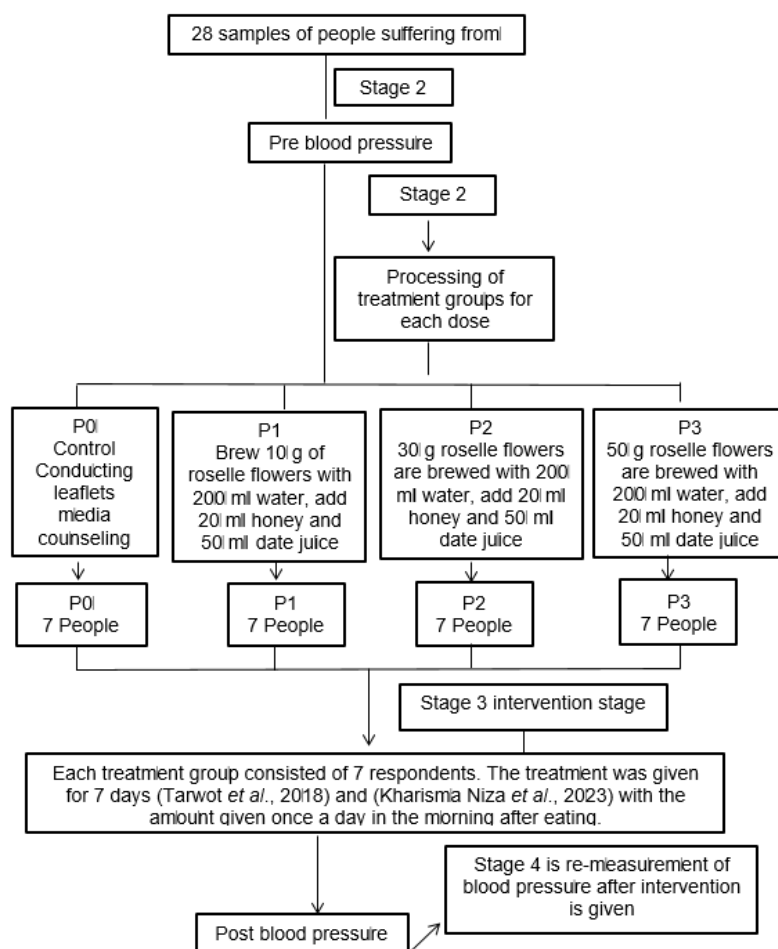 28 samples of people suffering from
Stage 2
Pre blood pressure
Stage 2
Processing of
treatment groups for
each dose
P0
Control
Conducting
leaflets
media
counseling
P1
Brew 10 g of
roselle flowers with
200 ml water, add
20 ml honey and
50 ml date juice
P2
30 g roselle flowers
are brewed with 200
ml water, add 20 ml
honey and 50 ml
date juice
P3
50 g roselle flowers
are brewed with
200 ml water, add
20 ml honey and
50 ml date juice
P0
7 People
P1
7 People
P2
7 People
P3
7 People
Stage 3 intervention stage
Each treatment group consisted of 7 respondents. The treatment was given
for 7 days (Tarwot et al., 2018) and (Kharisma Niza et al., 2023) with the
amount given once a day in the morning after eating.
Stage 4 is re-measurement of
blood pressure after intervention
is given
Post blood pressure